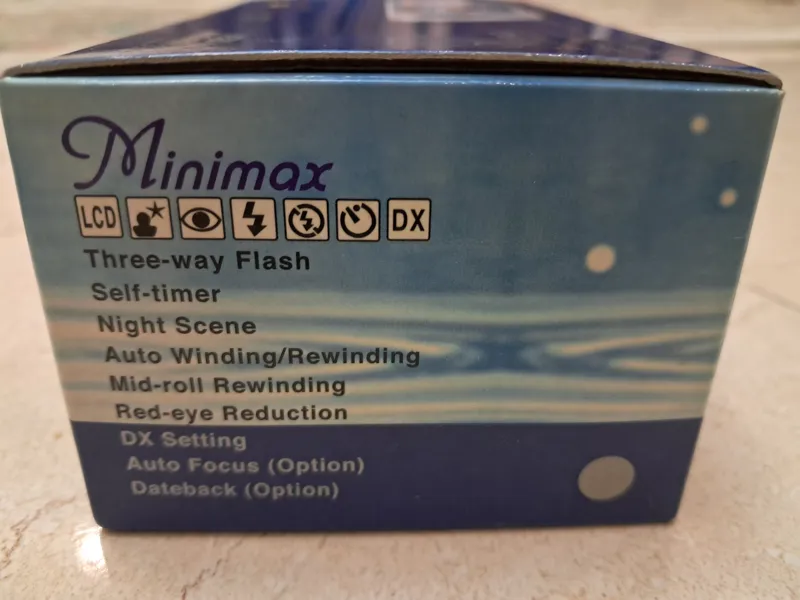 Minimax
LCD DX
Three-way Flash
Self-timer
Night Scene
Auto Winding/Rewinding
Mid-roll Rewinding
Red-eye Reduction
DX Setting
Auto Focus (Option)
Dateback (Option)